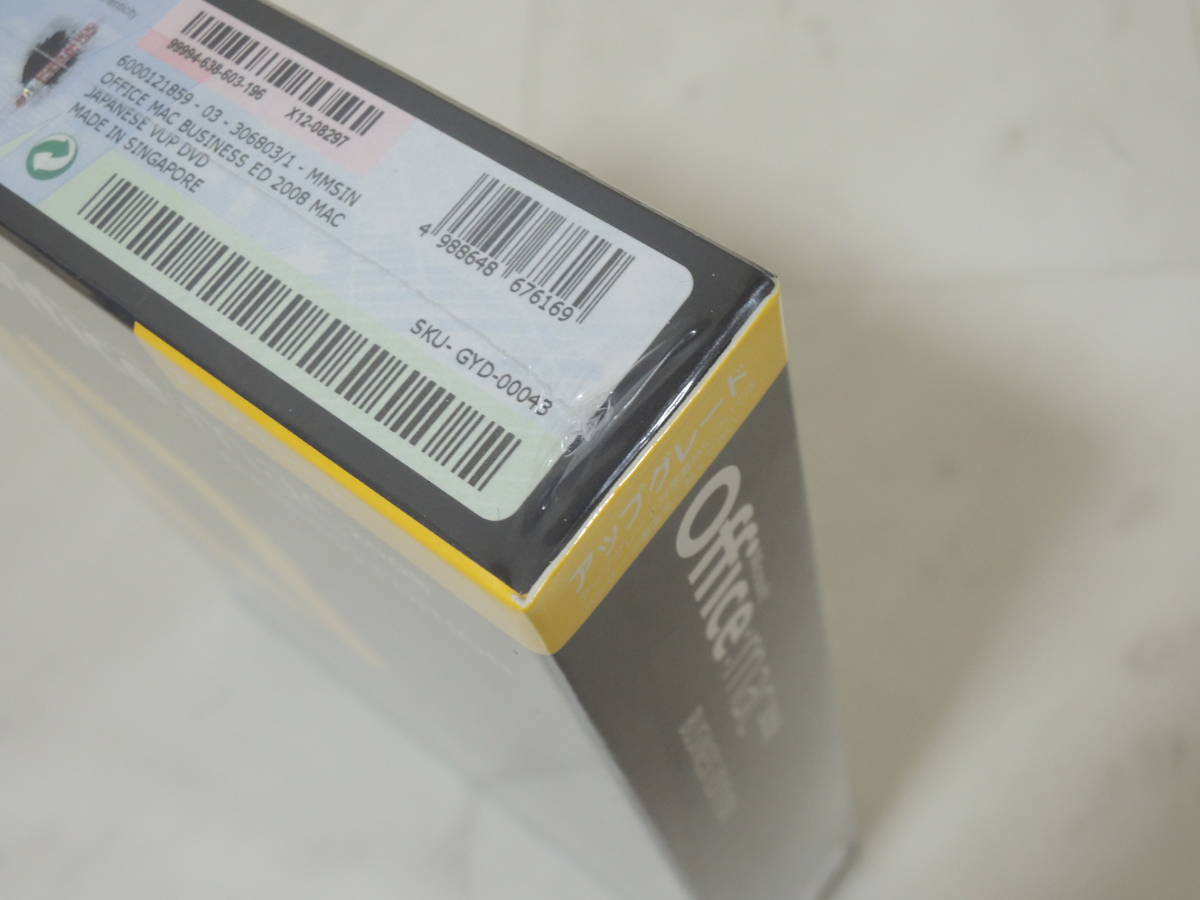 99994-638-603-196
X12-08297
6000121859 - 03 - 306803/1 - MMSIN
OFFICE MAC BUSINESS ED 2008 MAC
JAPANESE VUP DVD
MADE IN SINGAPORE
4 988648 676169
SKU- GYD-00043
アップグレード
Office:mac